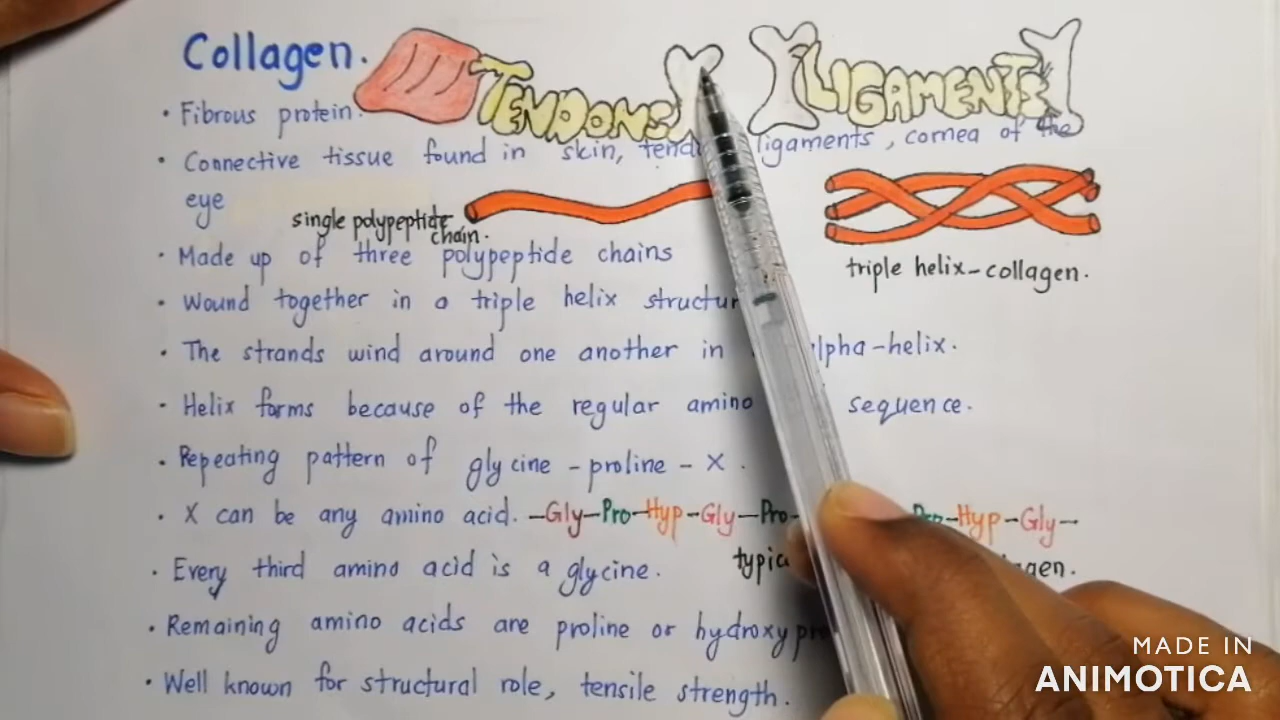 Collagen.
TENDONS
LIGAMENTS
• Fibrous protein.
• Connective tissue found in skin, ligaments, cornea of the
eye
single polypeptide
chain.
triple helix-collagen.
• Made up of three polypeptide chains
• Wound together in a triple helix
• The strands wind around one another in alpha-helix.
• Helix forms because of the regular amino sequence.
• Repeating pattern of glycine - proline - X.
• X can be any amino acid. -Gly-Pro-Hyp-Gly-Pro- Pro-Hyp-Gly-
• Every third amino acid is a glycine.
• Remaining amino acids are proline or
• Well known for structural role, tensile strength.
MADE IN
ANIMOTICA